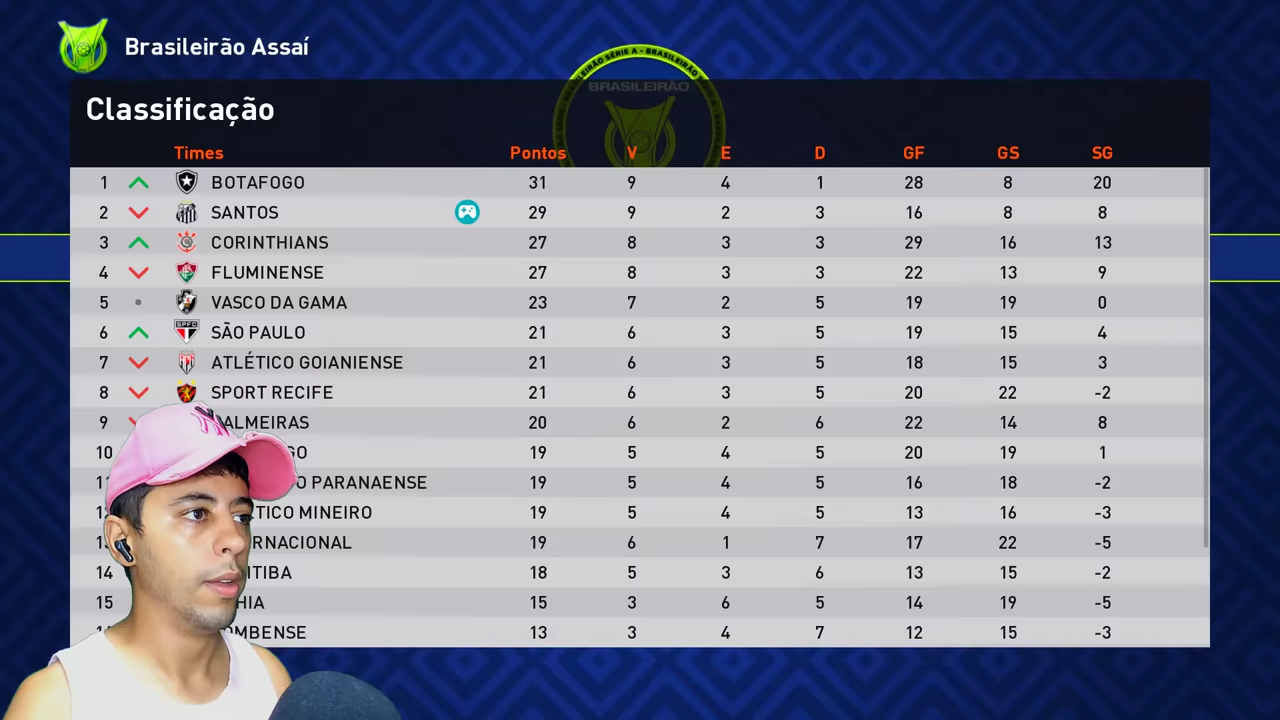 Brasileirão Assaí
BRASILEIRÃO SÉRIE A - BRASILEIRÃO
BRASILEIRÃO
Classificação
Times Pontos V E D GF GS SG
1 BOTAFOGO 31 9 4 1 28 8 20
2 SANTOS 29 9 2 3 16 8 8
3 CORINTHIANS 27 8 3 3 29 16 13
4 FLUMINENSE 27 8 3 3 22 13 9
5 VASCO DA GAMA 23 7 2 5 19 19 0
6 SPFC SÃO PAULO 21 6 3 5 19 15 4
7 ATLÉTICO GOIANIENSE 21 6 3 5 18 15 3
8 SPORT RECIFE 21 6 3 5 20 22 -2
9 ALMEIRAS 20 6 2 6 22 14 8
10 GO 19 5 4 5 20 19 1
O PARANAENSE 19 5 4 5 16 18 -2
TICO MINEIRO 19 5 4 5 13 16 -3
RNACIONAL 19 6 1 7 17 22 -5
14 ITIBA 18 5 3 6 13 15 -2
15 HIA 15 3 6 5 14 19 -5
OMBENSE 13 3 4 7 12 15 -3